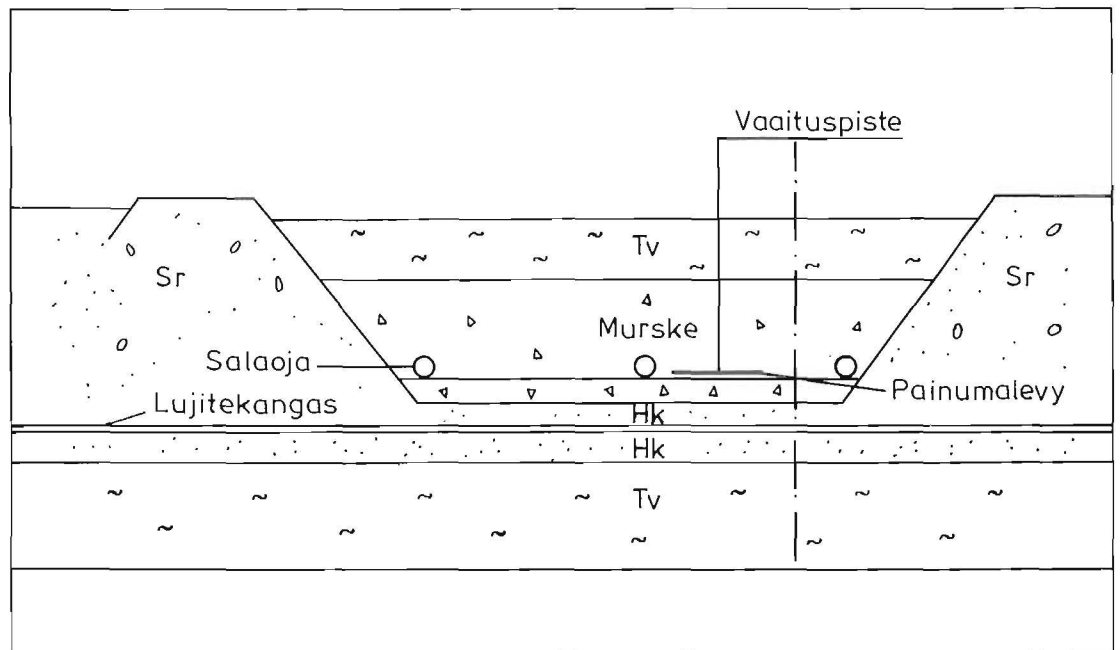 Vaaituspiste
Tv
Sr
Sr
Murske
Salaoja
Painumalevy
Lujitekangas
Hk
Hk
Tv